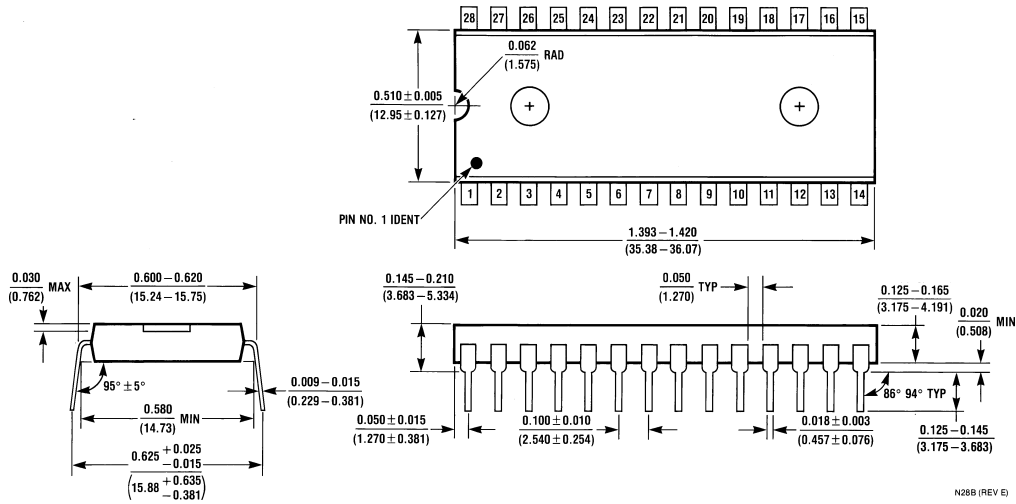 28 27 26 25 24 23 22 21 20 19 18 17 16 15
0.062
(1.575)
RAD
0.510 ± 0.005
(12.95 ± 0.127)
PIN NO. 1 IDENT
1 2 3 4 5 6 7 8 9 10 11 12 13 14
1.393 – 1.420
(35.38 – 36.07)
0.030
(0.762)
MAX
0.600 – 0.620
(15.24 – 15.75)
95° ± 5°
0.580
(14.73)
MIN
0.009 – 0.015
(0.229 – 0.381)
0.625 +0.025
-0.015
(15.88 +0.635
-0.381)
0.145 – 0.210
(3.683 – 5.334)
0.050
(1.270)
TYP
0.125 – 0.165
(3.175 – 4.191)
0.020
(0.508)
MIN
86° 94° TYP
0.050 ± 0.015
(1.270 ± 0.381)
0.100 ± 0.010
(2.540 ± 0.254)
0.018 ± 0.003
(0.457 ± 0.076)
0.125 – 0.145
(3.175 – 3.683)
N28B (REV E)